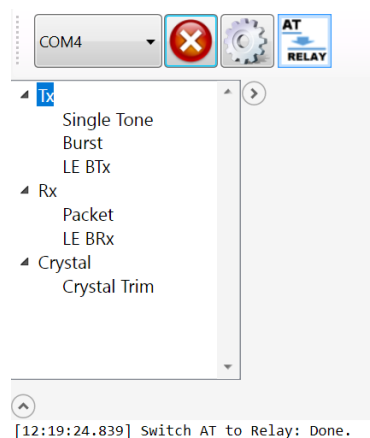 COM4
AT
RELAY
Tx
Single Tone
Burst
LE BTx
Rx
Packet
LE BRx
Crystal
Crystal Trim
[12:19:24.839] Switch AT to Relay: Done.